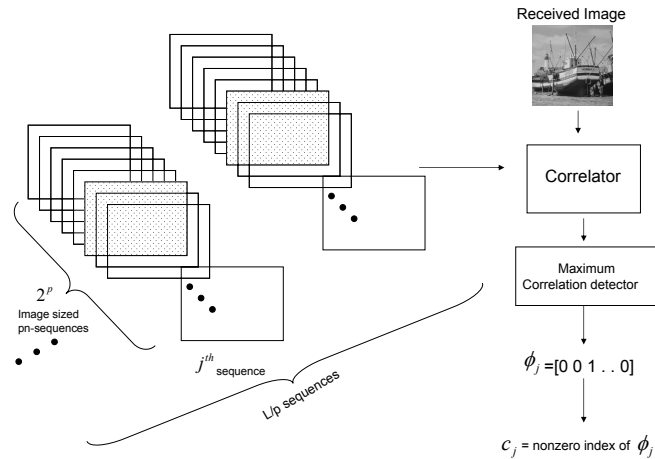 Received Image
Correlator
Maximum
Correlation detector
2^p
Image sized
pn-sequences
j^th sequence
L/p sequences
ϕ_j =[0 0 1 . . 0]
c_j = nonzero index of ϕ_j